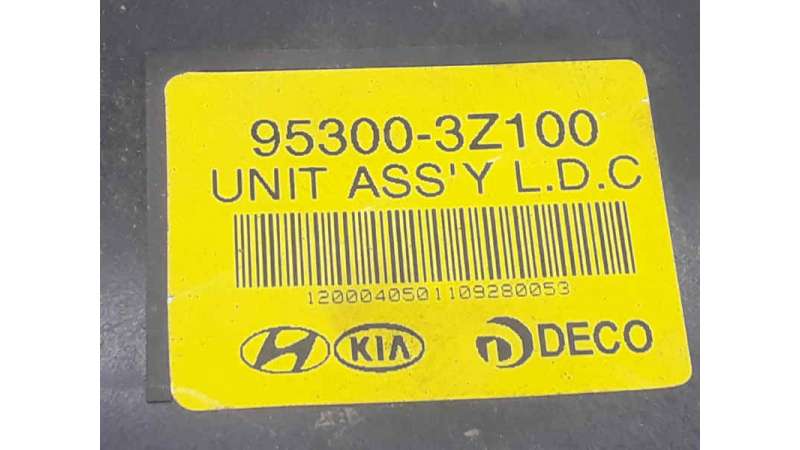 95300-3Z100
UNIT ASS'Y L.D.C
1200040501109280053
KIA DECO